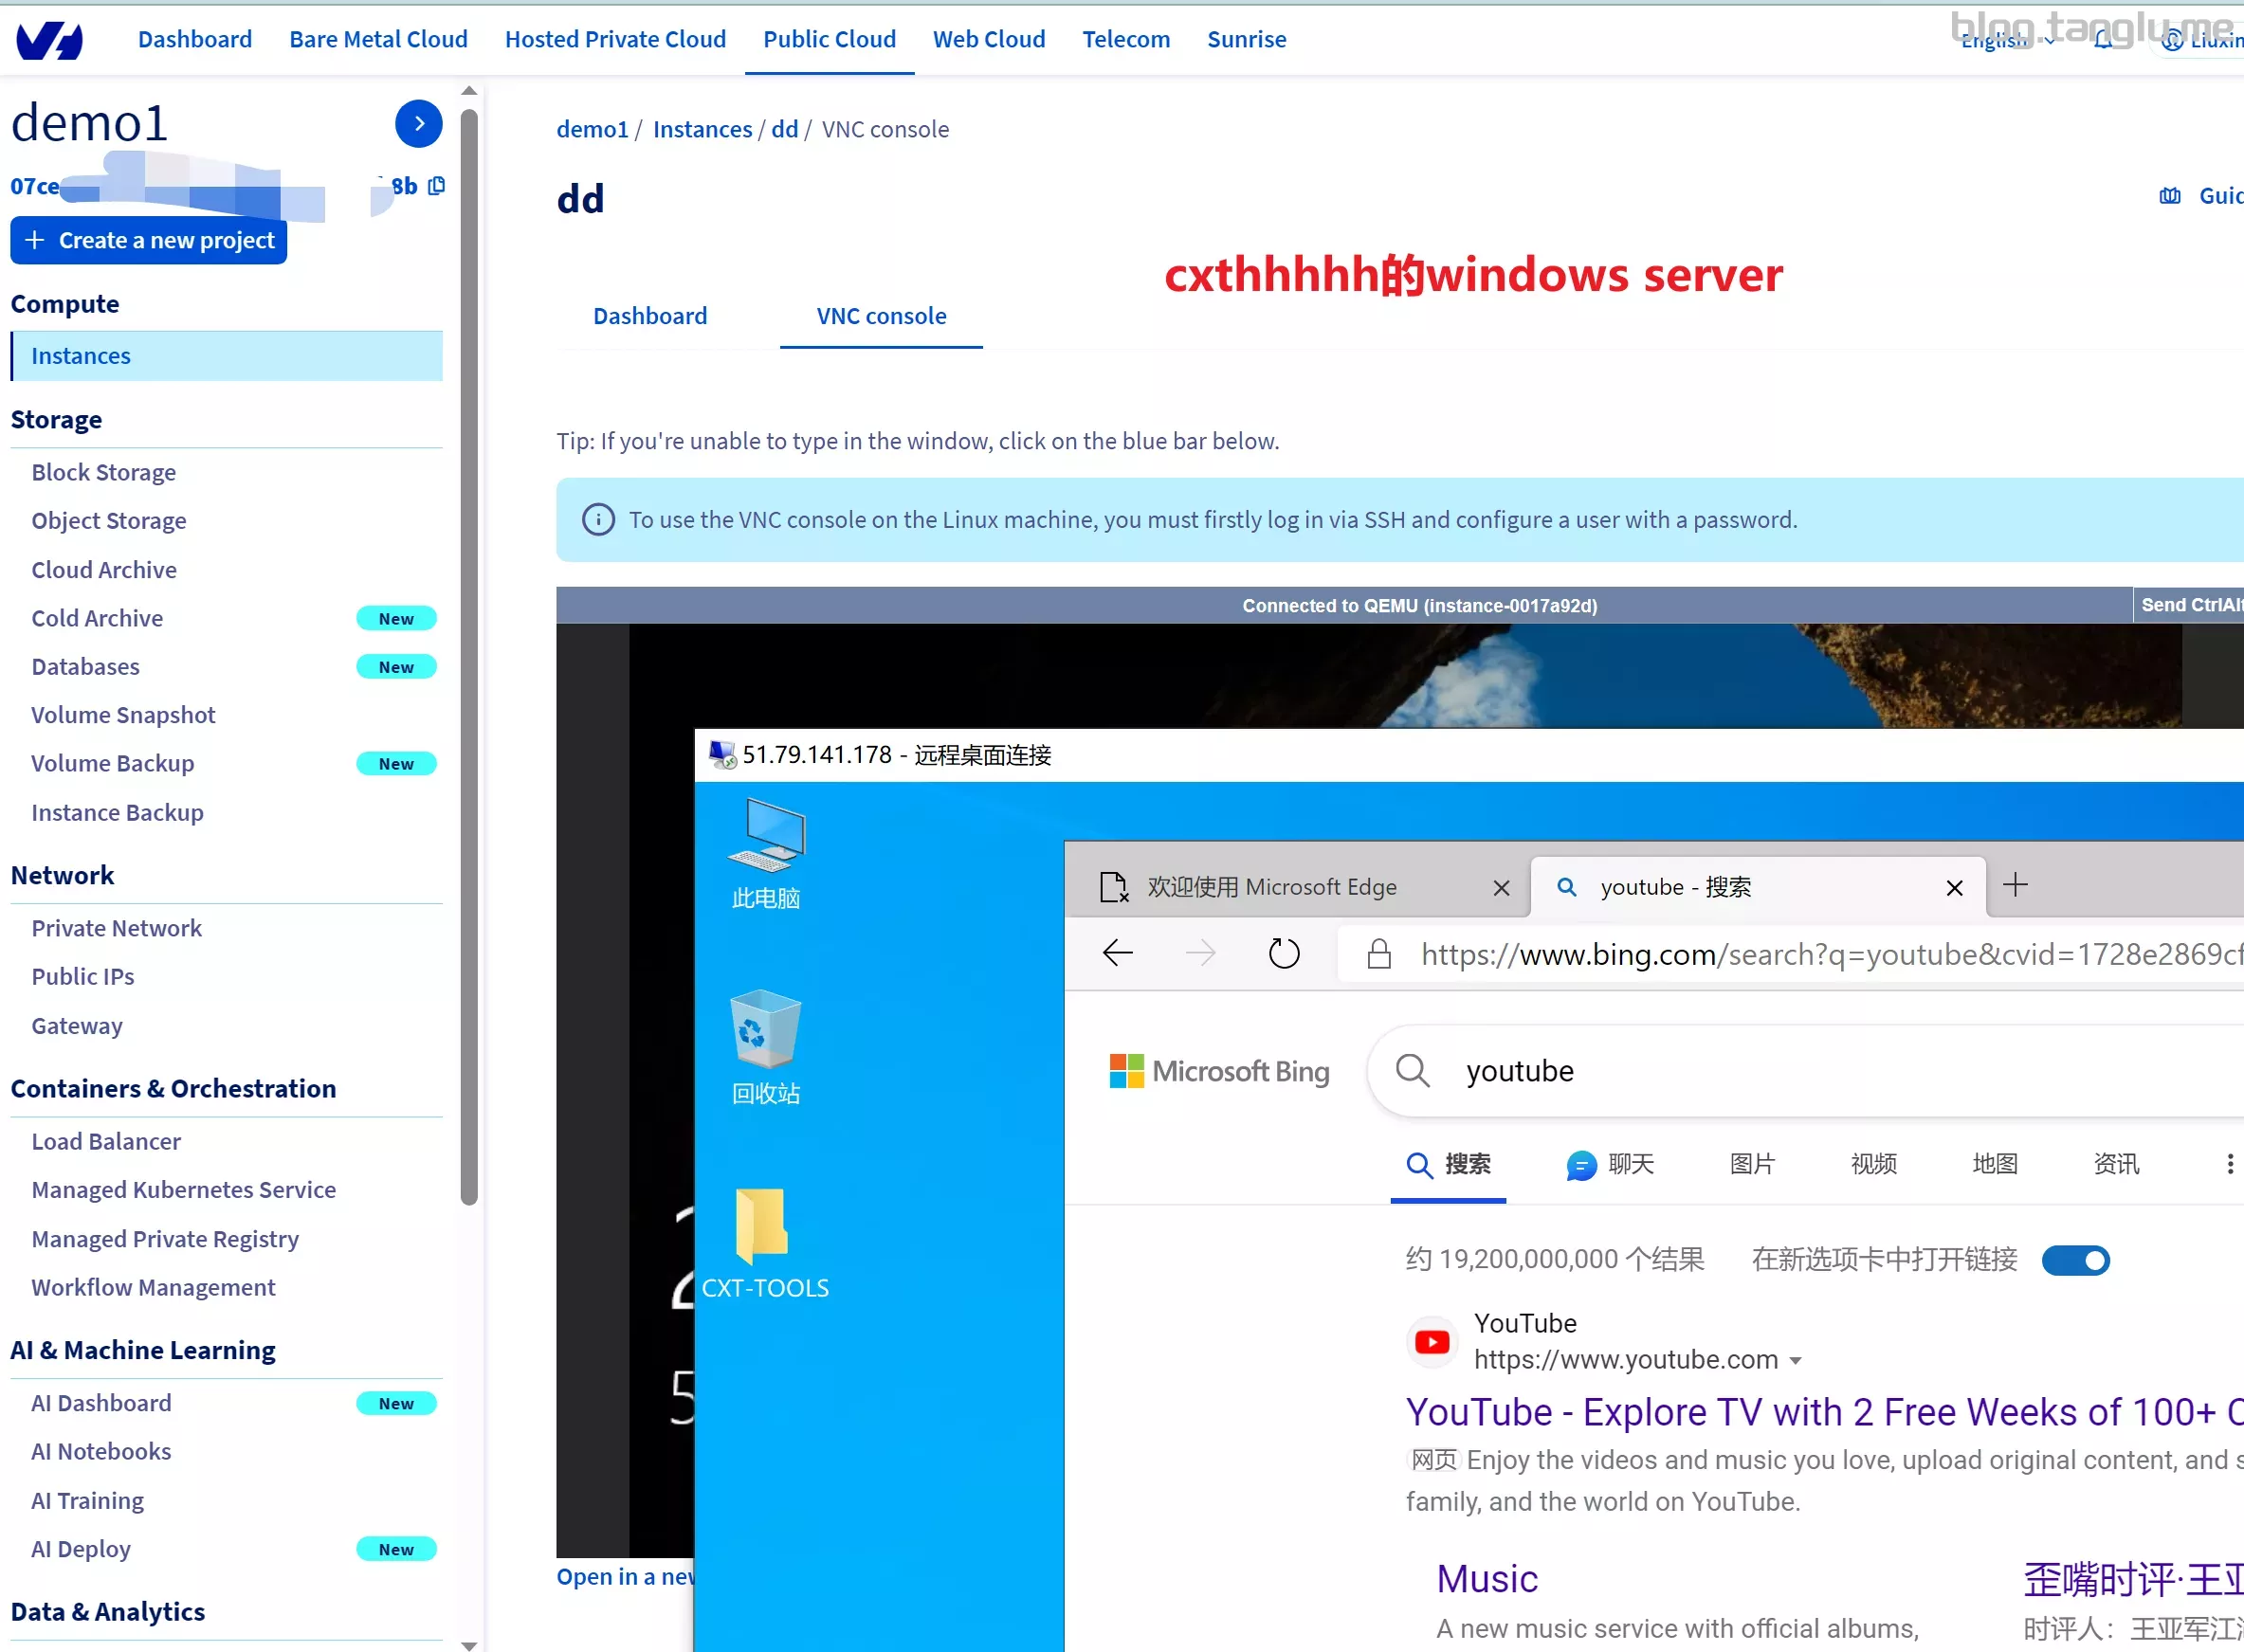 Dashboard Bare Metal Cloud Hosted Private Cloud Public Cloud Web Cloud Telecom Sunrise
blog.tanglu.me
English
Liuxin
demo1
07ce 8b
Create a new project
Compute
Instances
Storage
Block Storage
Object Storage
Cloud Archive
Cold Archive New
Databases New
Volume Snapshot
Volume Backup New
Instance Backup
Network
Private Network
Public IPs
Gateway
Containers & Orchestration
Load Balancer
Managed Kubernetes Service
Managed Private Registry
Workflow Management
AI & Machine Learning
AI Dashboard New
AI Notebooks
AI Training
AI Deploy New
Data & Analytics
demo1 / Instances / dd / VNC console
dd
Guid
cxthhhhh的windows server
Dashboard VNC console
Tip: If you're unable to type in the window, click on the blue bar below.
To use the VNC console on the Linux machine, you must firstly log in via SSH and configure a user with a password.
Connected to QEMU (instance-0017a92d)
Send CtrlAlt
51.79.141.178 - 远程桌面连接
此电脑
回收站
CXT-TOOLS
2
5
Open in a new
欢迎使用 Microsoft Edge
youtube - 搜索
https://www.bing.com/search?q=youtube&cvid=1728e2869cf
Microsoft Bing
youtube
搜索 聊天 图片 视频 地图 资讯
约 19,200,000,000 个结果 在新选项卡中打开链接
YouTube
https://www.youtube.com
YouTube - Explore TV with 2 Free Weeks of 100+ C
网页 Enjoy the videos and music you love, upload original content, and s
family, and the world on YouTube.
Music
A new music service with official albums,
歪嘴时评·王亚
时评人：王亚军江湖